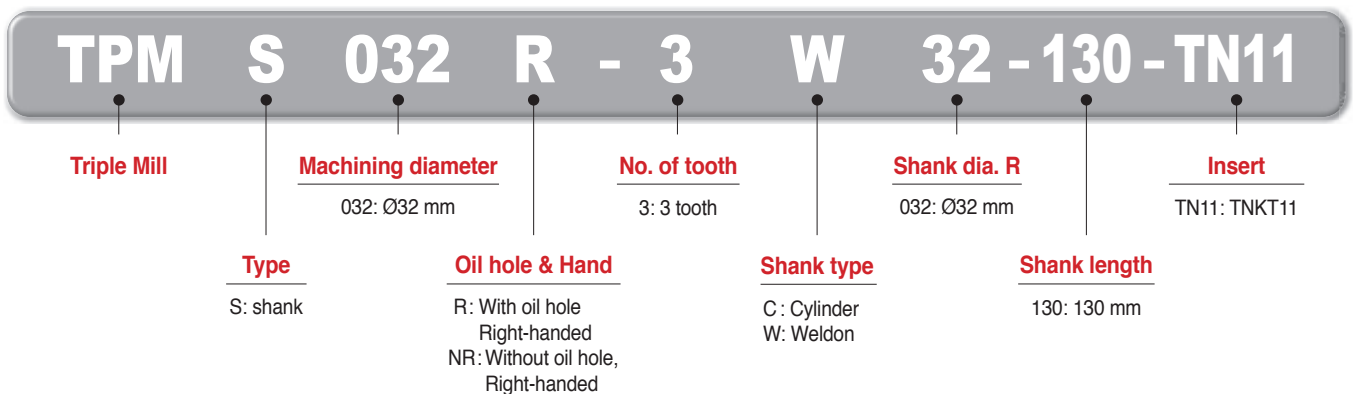 TPM S 032 R - 3 W 32 - 130 - TN11
Triple Mill
Machining diameter
032: Ø32 mm
No. of tooth
3: 3 tooth
Shank dia. R
032: Ø32 mm
Insert
TN11: TNKT11
Type
S: shank
Oil hole & Hand
R: With oil hole
Right-handed
NR: Without oil hole,
Right-handed
Shank type
C : Cylinder
W: Weldon
Shank length
130: 130 mm